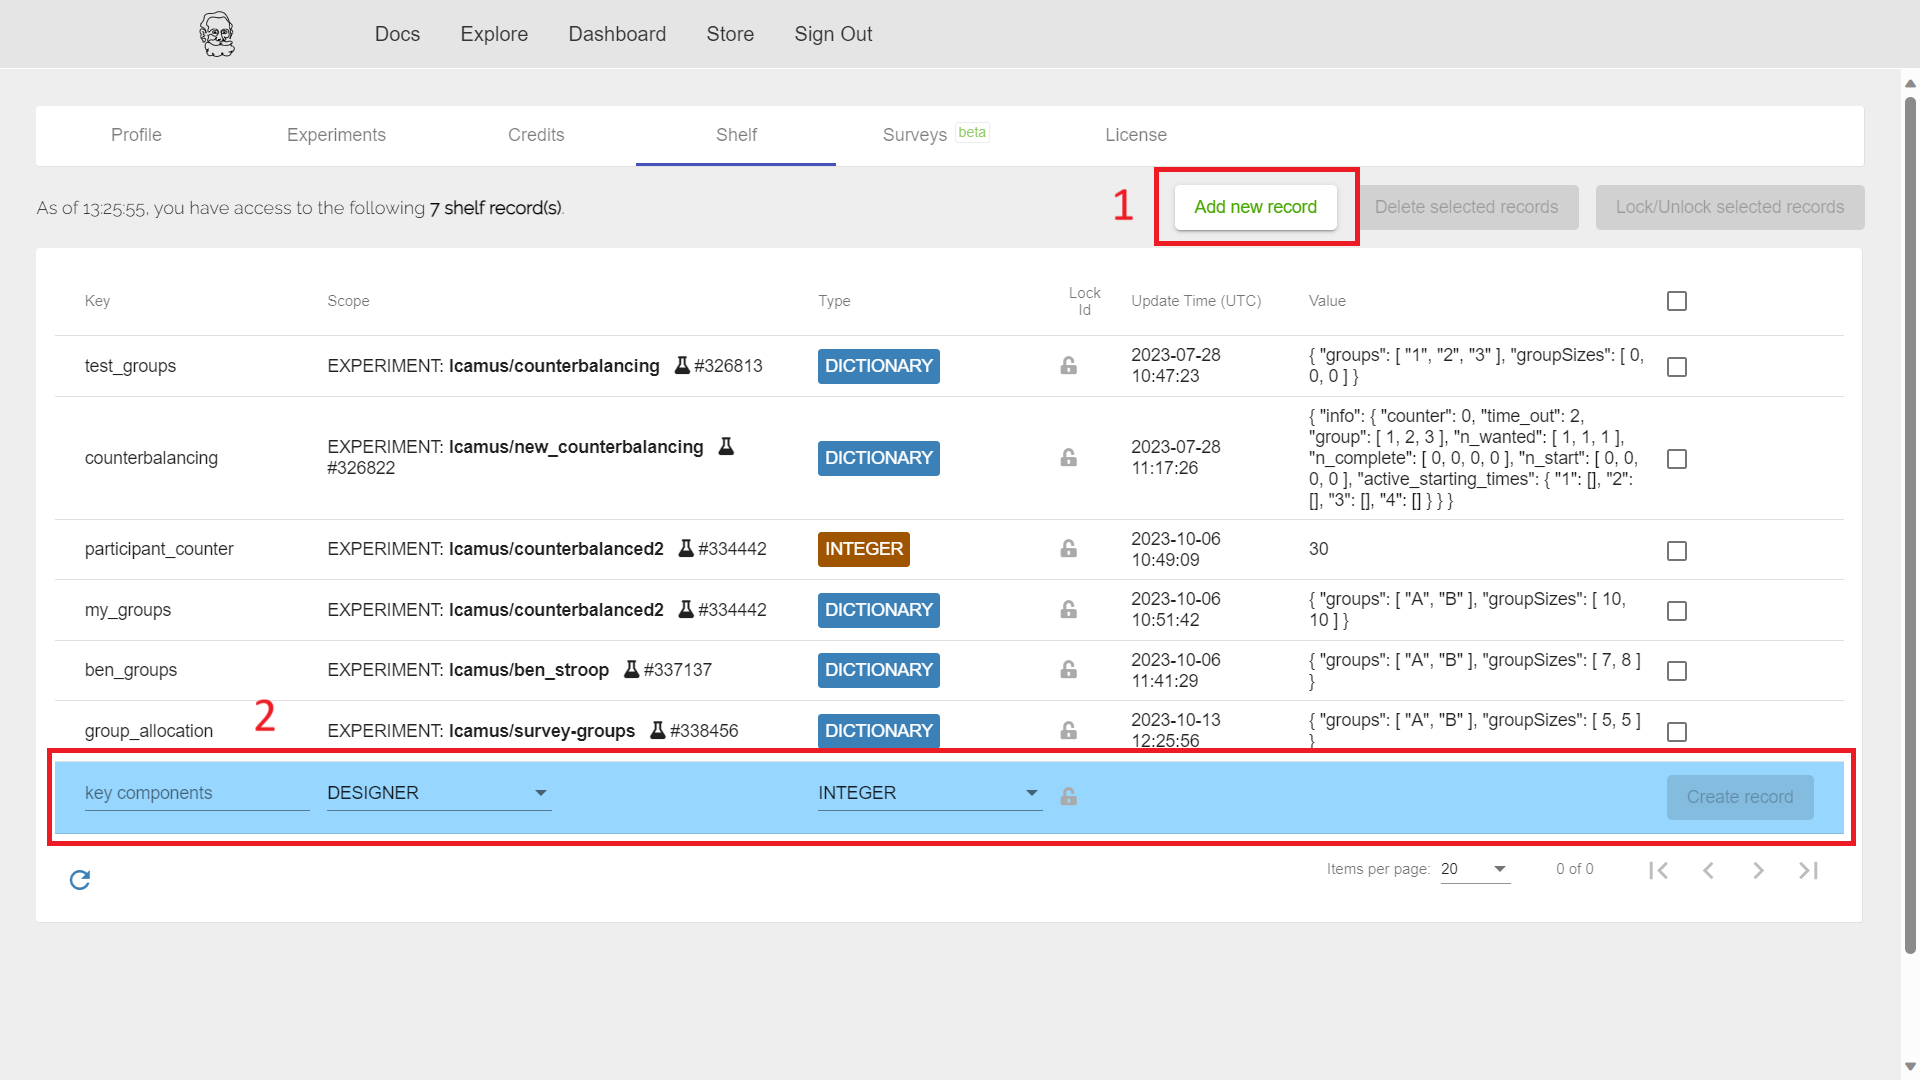 Docs Explore Dashboard Store Sign Out
Profile Experiments Credits Shelf Surveys beta License
As of 13:25:55, you have access to the following 7 shelf record(s).
1 Add new record Delete selected records Lock/Unlock selected records
Key Scope Type Lock Id Update Time (UTC) Value
test_groups EXPERIMENT: lcamus/counterbalancing #326813 DICTIONARY 2023-07-28 10:47:23 { "groups": [ "1", "2", "3" ], "groupSizes": [ 0,
0, 0 ] }
counterbalancing EXPERIMENT: lcamus/new_counterbalancing #326822 DICTIONARY 2023-07-28 11:17:26 { "info": { "counter": 0, "time_out": 2,
"group": [ 1, 2, 3 ], "n_wanted": [ 1, 1, 1 ],
"n_complete": [ 0, 0, 0, 0 ], "n_start": [ 0, 0,
0, 0 ], "active_starting_times": { "1": [], "2":
[], "3": [], "4": [] } } }
participant_counter EXPERIMENT: lcamus/counterbalanced2 #334442 INTEGER 2023-10-06 10:49:09 30
my_groups EXPERIMENT: lcamus/counterbalanced2 #334442 DICTIONARY 2023-10-06 10:51:42 { "groups": [ "A", "B" ], "groupSizes": [ 10,
10 ] }
ben_groups EXPERIMENT: lcamus/ben_stroop #337137 DICTIONARY 2023-10-06 11:41:29 { "groups": [ "A", "B" ], "groupSizes": [ 7, 8 ]
}
2
group_allocation EXPERIMENT: lcamus/survey-groups #338456 DICTIONARY 2023-10-13 12:25:56 { "groups": [ "A", "B" ], "groupSizes": [ 5, 5 ]
}
key components DESIGNER INTEGER Create record
Items per page: 20 0 of 0